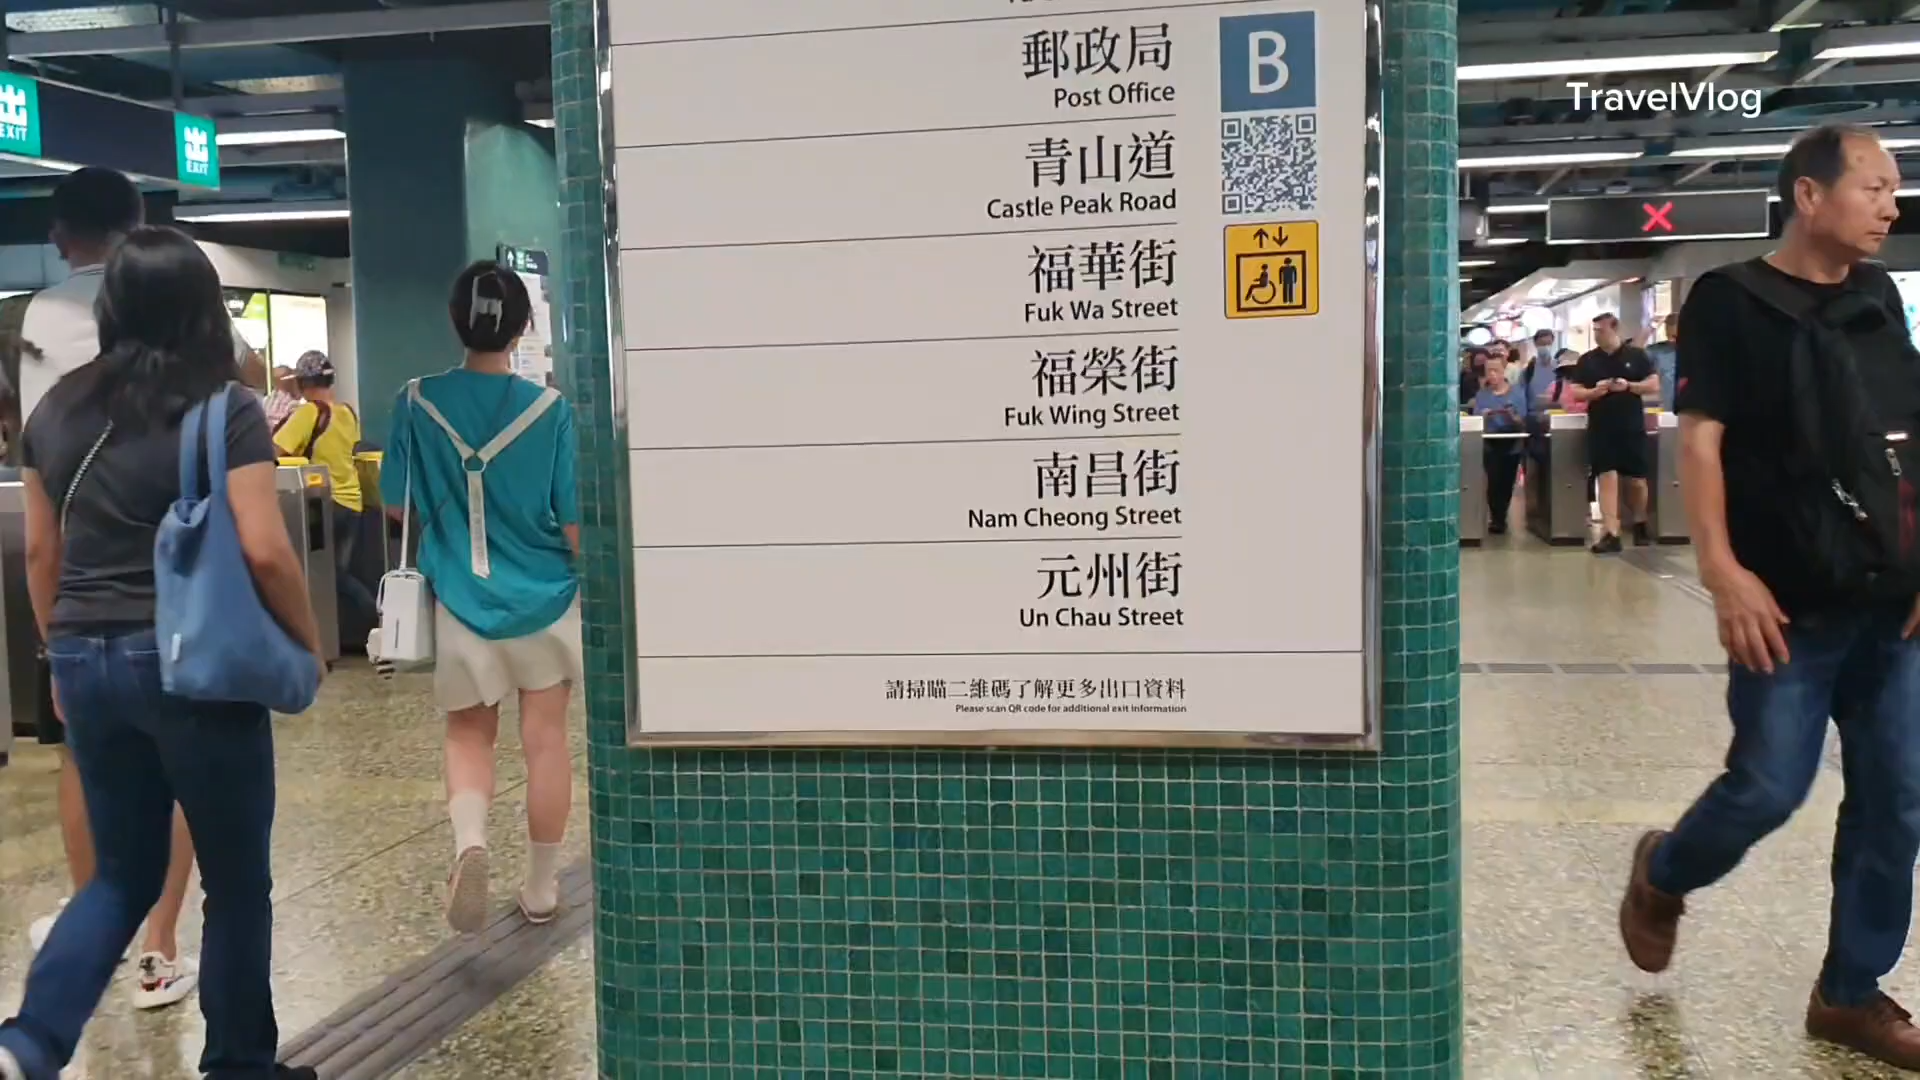 郵政局
Post Office
B
青山道
Castle Peak Road
福華街
Fuk Wa Street
福榮街
Fuk Wing Street
南昌街
Nam Cheong Street
元州街
Un Chau Street
請掃瞄二維碼了解更多出口資料
Please scan QR code for additional exit information
出
EXIT
出
EXIT
TravelVlog